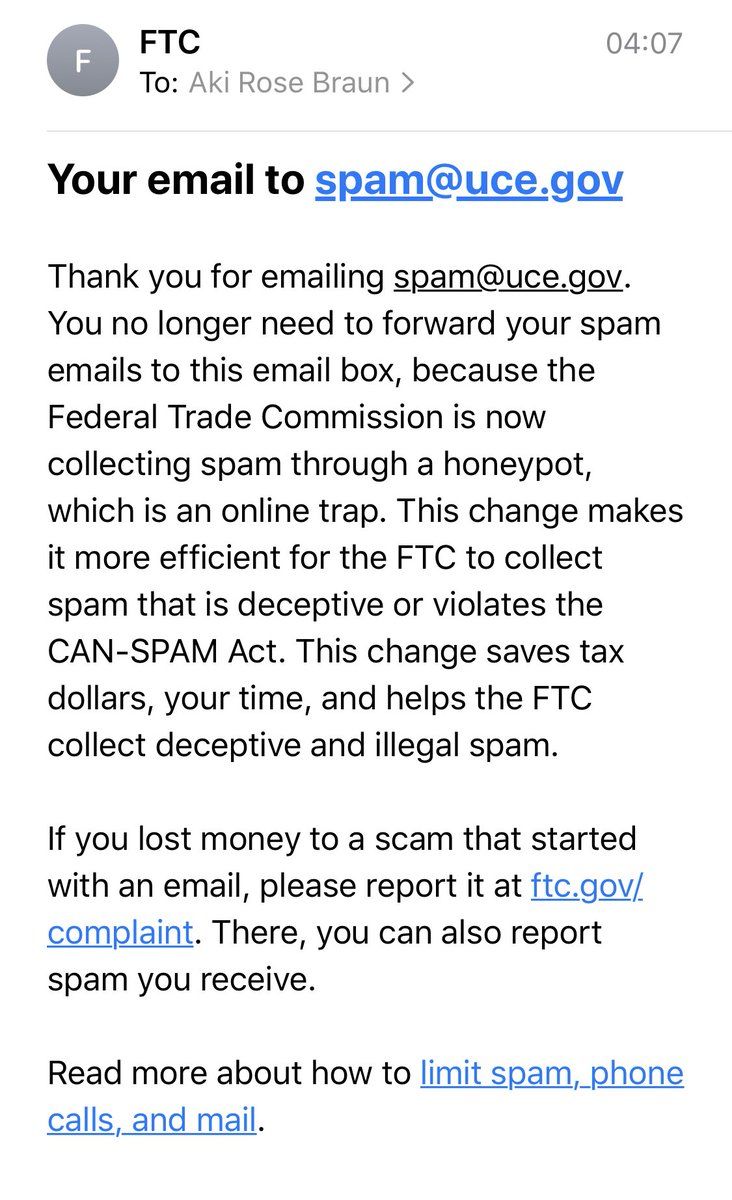 F
FTC
04:07
To: Aki Rose Braun >
Your email to spam@uce.gov
Thank you for emailing spam@uce.gov.
You no longer need to forward your spam
emails to this email box, because the
Federal Trade Commission is now
collecting spam through a honeypot,
which is an online trap. This change makes
it more efficient for the FTC to collect
spam that is deceptive or violates the
CAN-SPAM Act. This change saves tax
dollars, your time, and helps the FTC
collect deceptive and illegal spam.
If you lost money to a scam that started
with an email, please report it at ftc.gov/
complaint. There, you can also report
spam you receive.
Read more about how to limit spam, phone
calls, and mail.